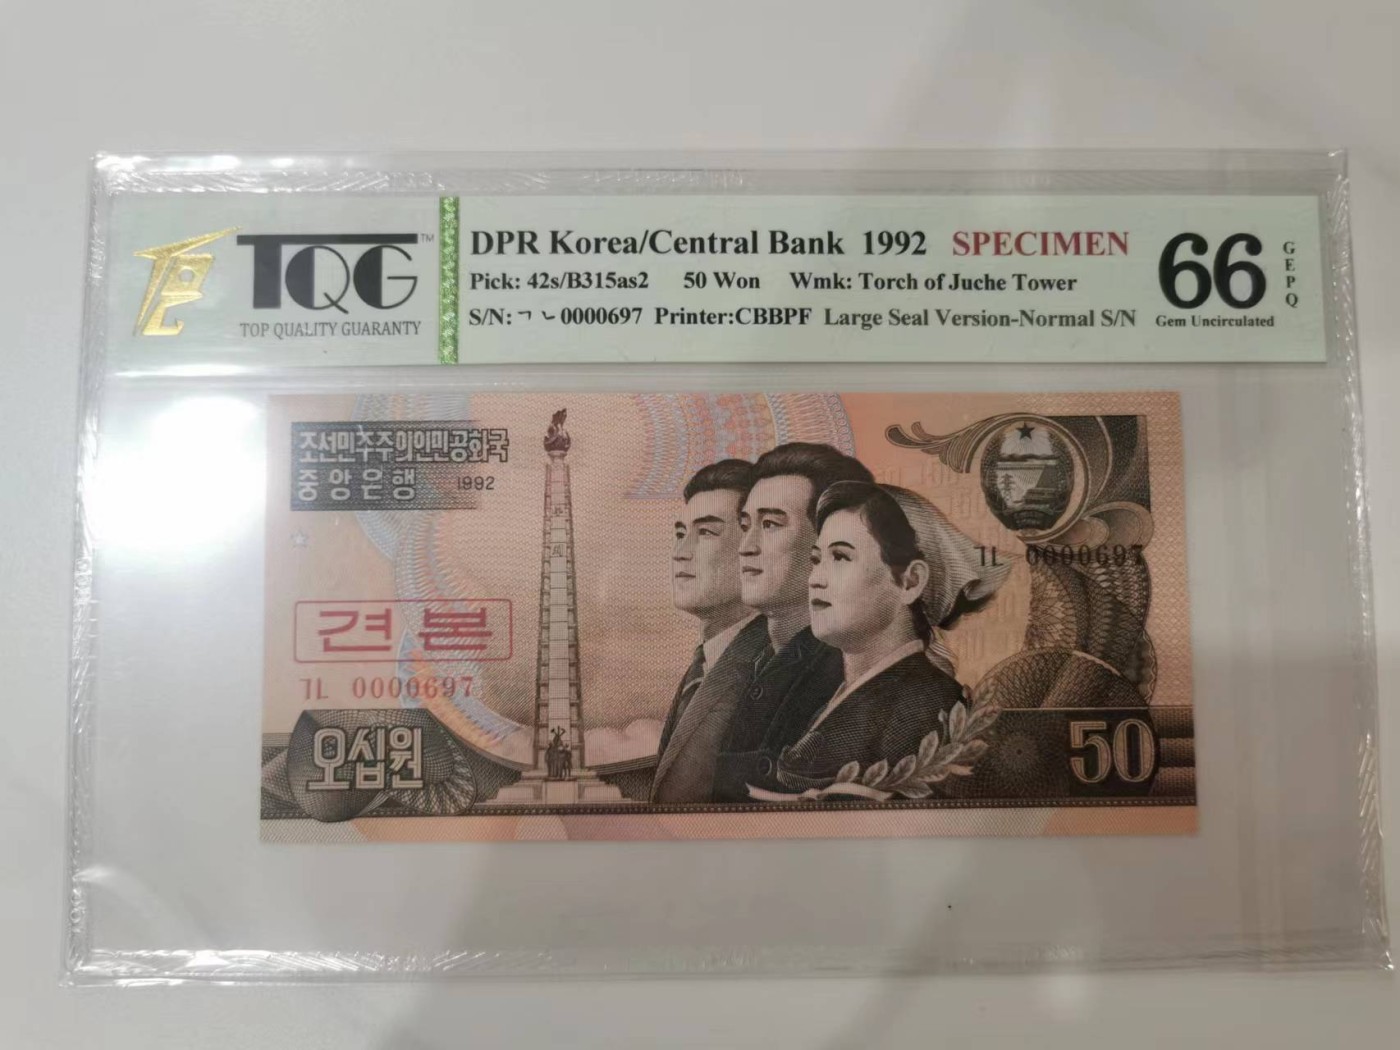 TQG™
TOP QUALITY GUARANTY
DPR Korea/Central Bank 1992 SPECIMEN
Pick: 42s/B315as2 50 Won Wmk: Torch of Juche Tower
S/N: ㄱㄴ 0000697 Printer:CBBPF Large Seal Version-Normal S/N
66
Gem Uncirculated
GEPQ
조선민주주의인민공화국
중앙은행 1992
ㄱㄴ 0000697
견본
ㄱㄴ 0000697
오십원
50